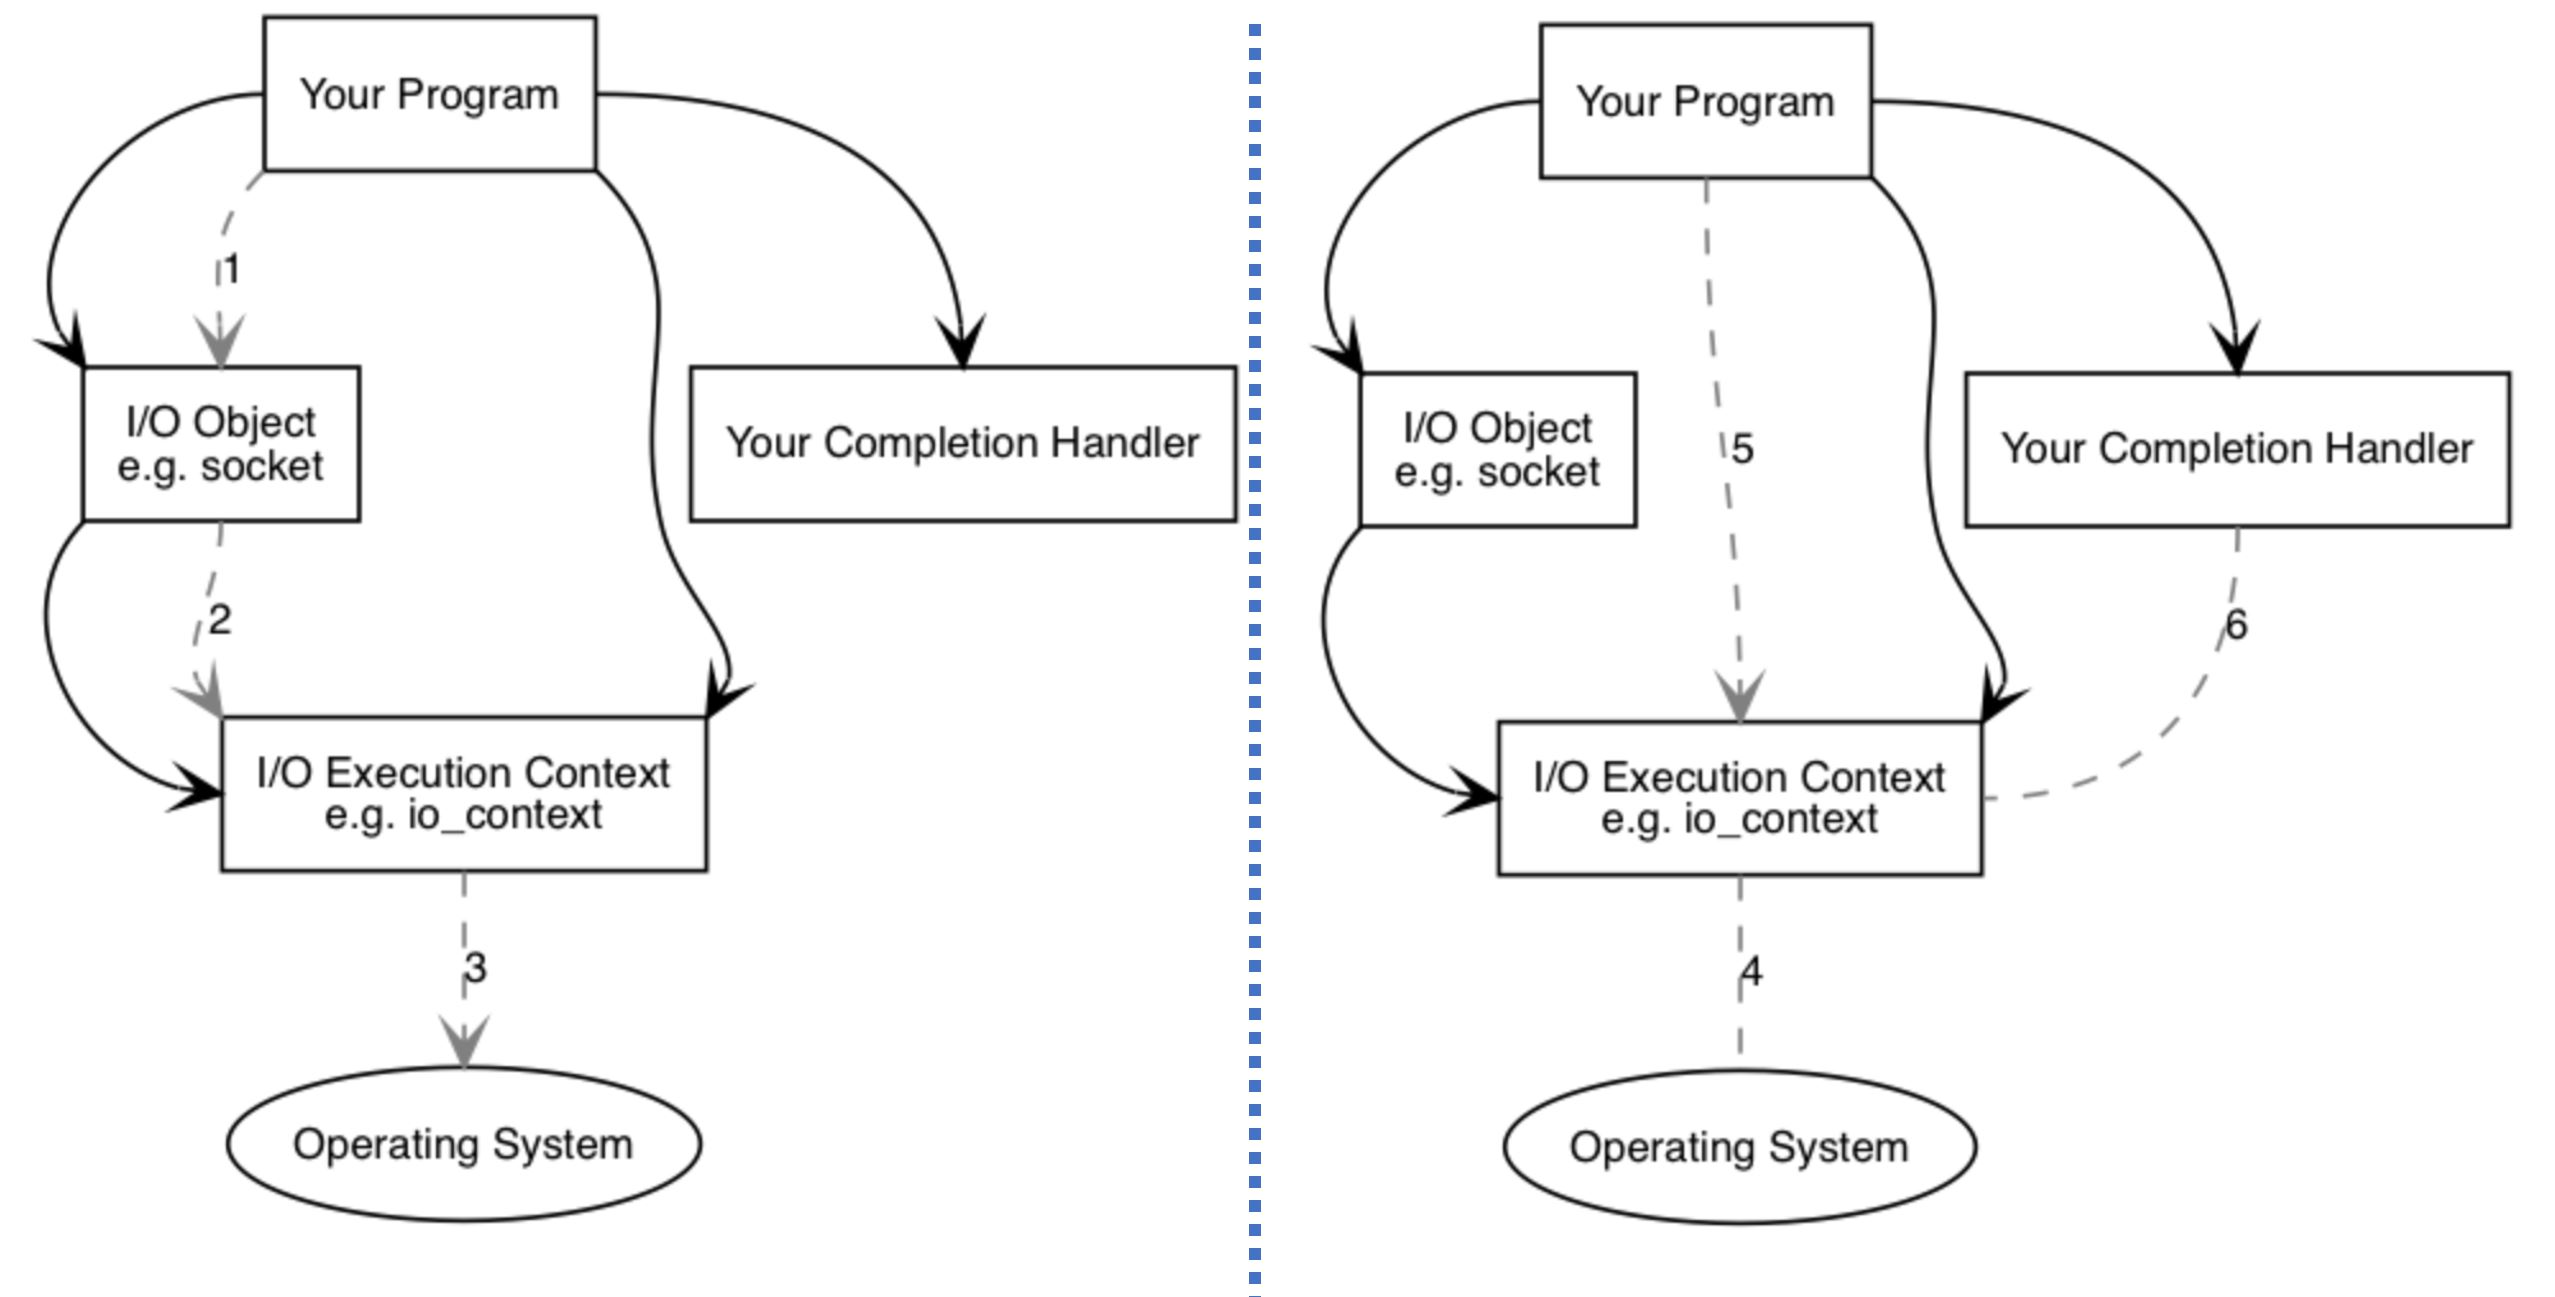 Your Program
1
I/O Object
e.g. socket
Your Completion Handler
2
I/O Execution Context
e.g. io_context
3
Operating System
Your Program
I/O Object
e.g. socket
5
Your Completion Handler
6
I/O Execution Context
e.g. io_context
4
Operating System